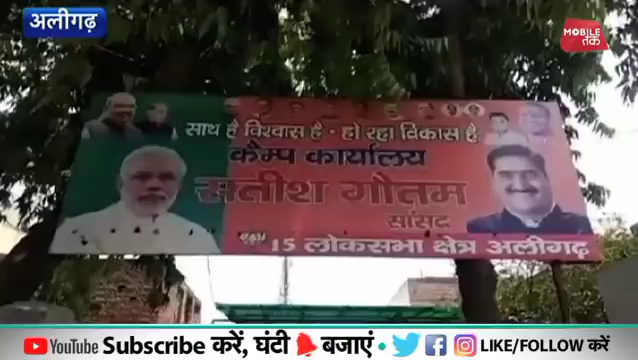 अलीगढ़
MOBILE
तक
साथ है विश्वास है - हो रहा विकास है
कैम्प कार्यालय
सतीश गौतम
सांसद
15 लोकसभा क्षेत्र अलीगढ़
YouTube Subscribe करें, घंटी बजाएं • LIKE/FOLLOW करें